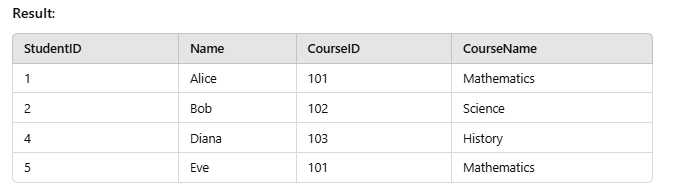 Result:
StudentID Name CourseID CourseName
1 Alice 101 Mathematics
2 Bob 102 Science
4 Diana 103 History
5 Eve 101 Mathematics